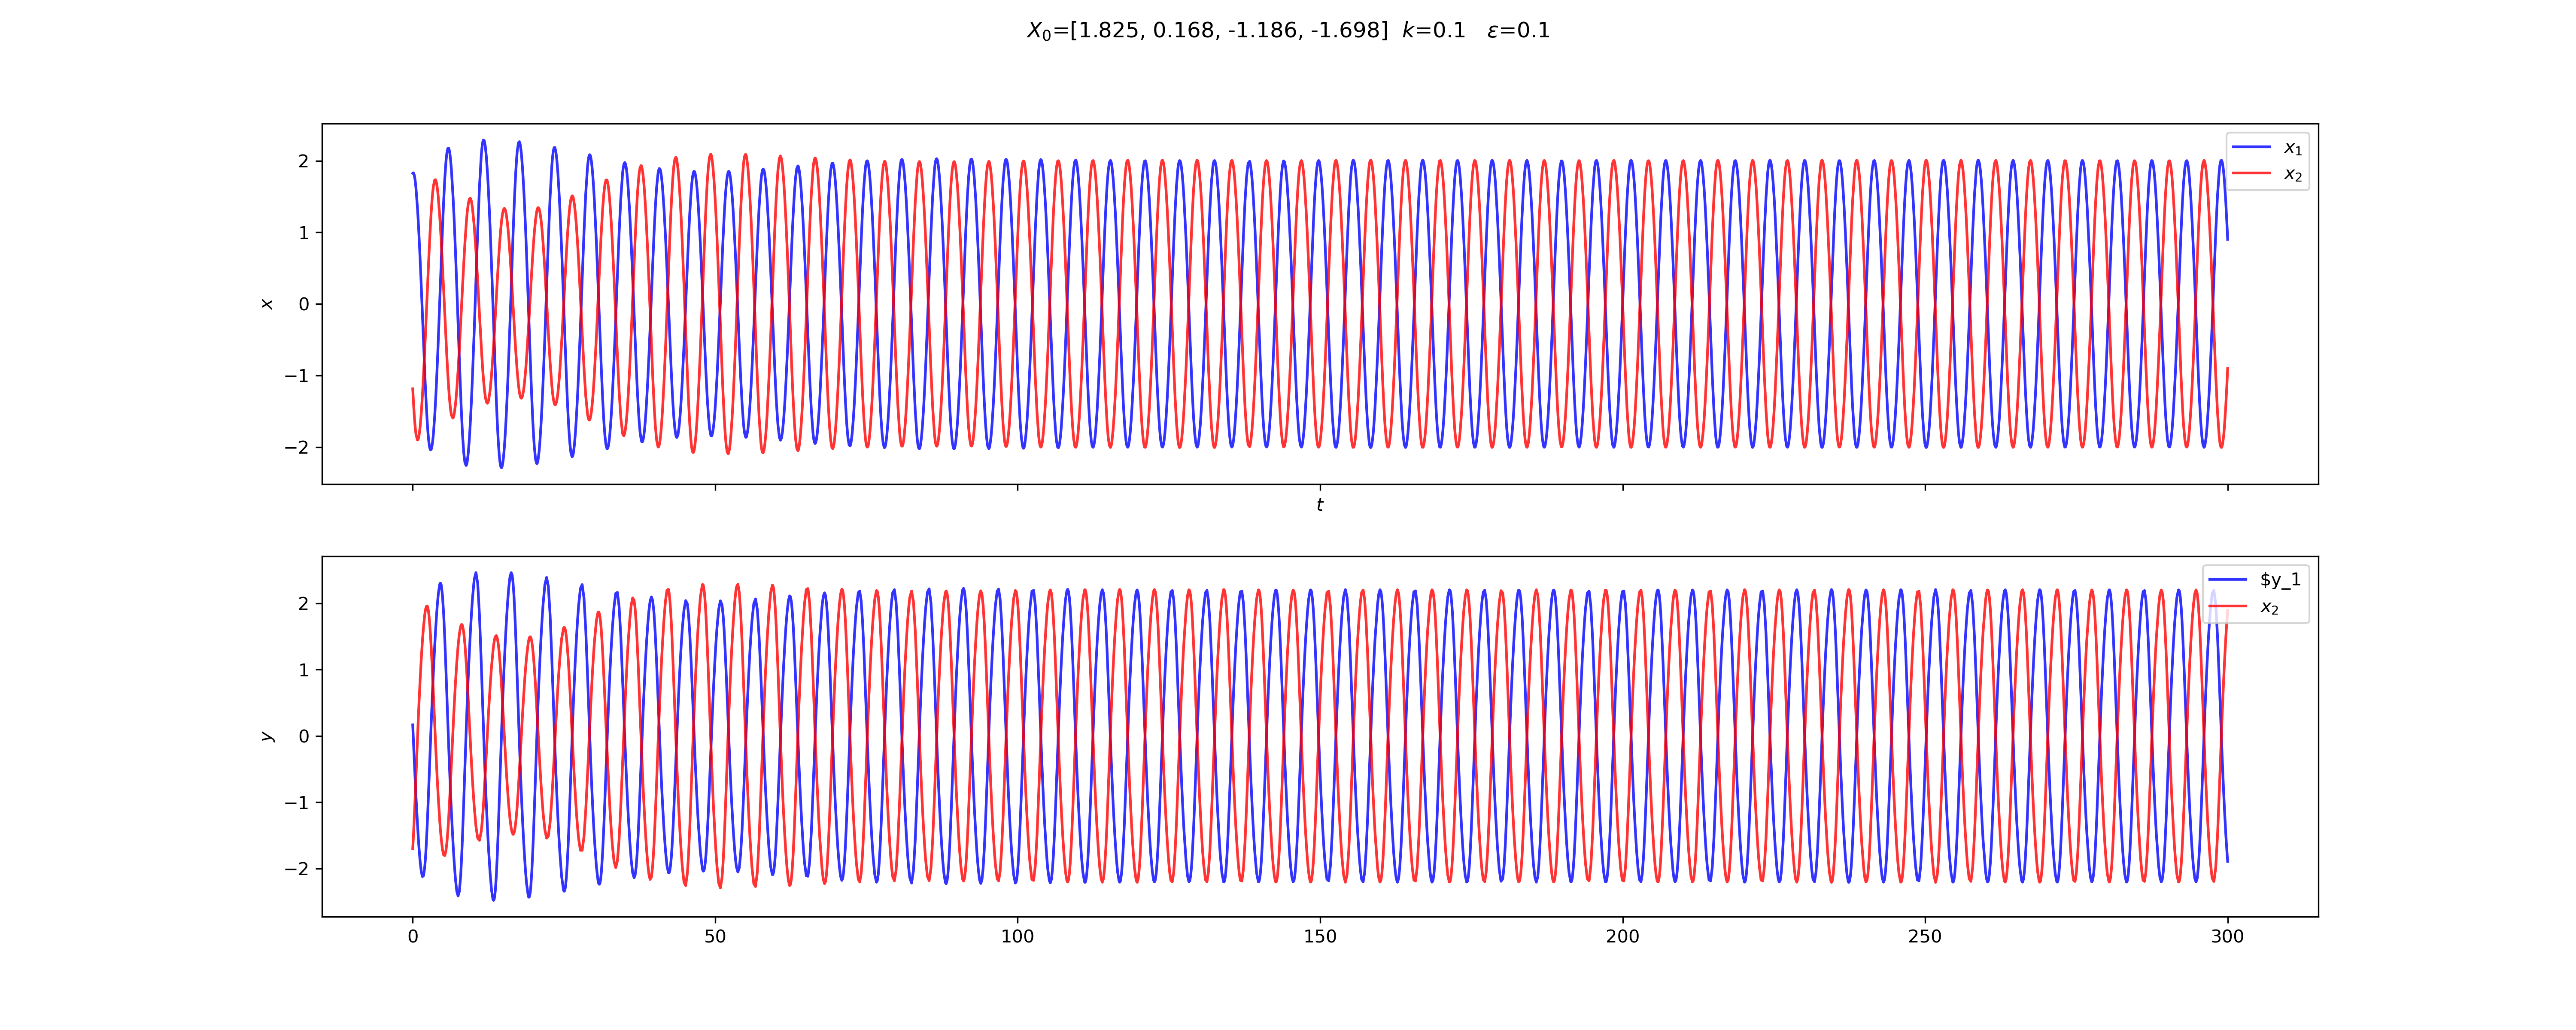 X₀=[1.825, 0.168, -1.186, -1.698] k=0.1 ε=0.1
2
1
0
−1
−2
x
x₁
x₂
t
2
1
0
−1
−2
y
$y_1
x₂
0 50 100 150 200 250 300